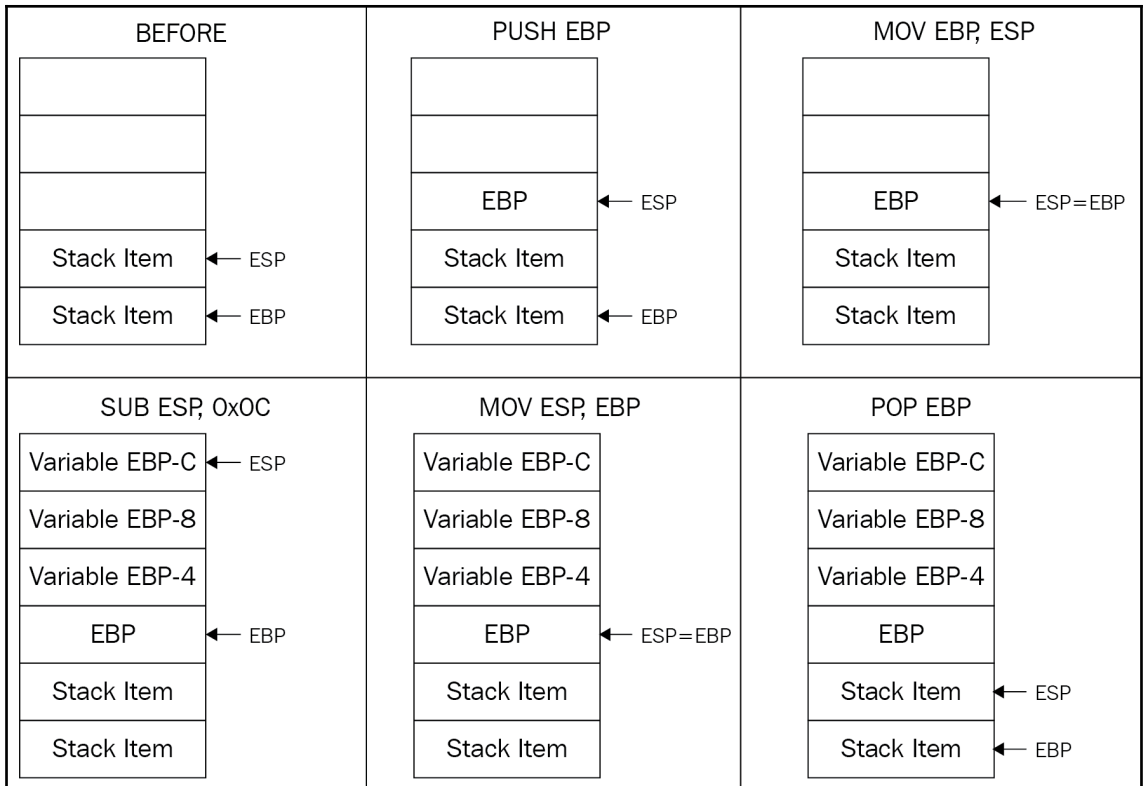 BEFORE
Stack Item
ESP
Stack Item
EBP
PUSH EBP
EBP
ESP
Stack Item
Stack Item
EBP
MOV EBP, ESP
EBP
ESP=EBP
Stack Item
Stack Item
SUB ESP, 0x0C
Variable EBP-C
ESP
Variable EBP-8
Variable EBP-4
EBP
EBP
Stack Item
Stack Item
MOV ESP, EBP
Variable EBP-C
Variable EBP-8
Variable EBP-4
EBP
ESP=EBP
Stack Item
Stack Item
POP EBP
Variable EBP-C
Variable EBP-8
Variable EBP-4
EBP
Stack Item
ESP
Stack Item
EBP